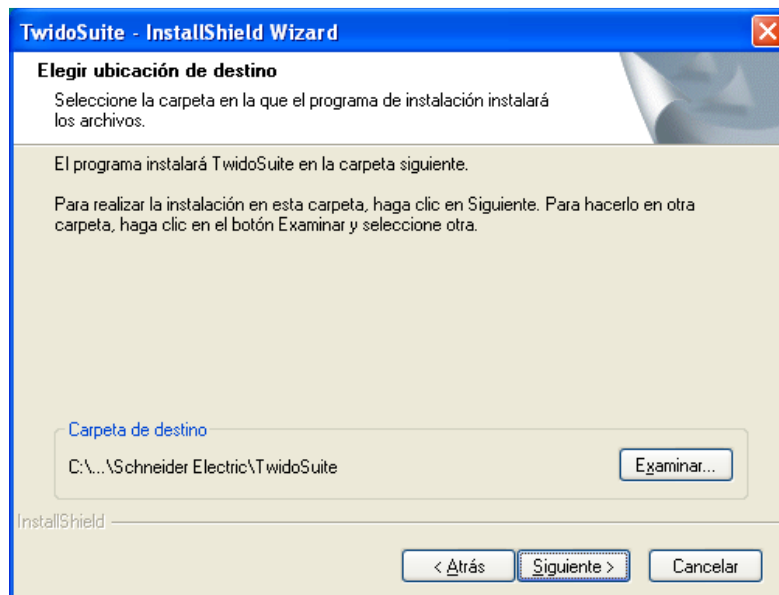 TwidoSuite - InstallShield Wizard
Elegir ubicación de destino
Seleccione la carpeta en la que el programa de instalación instalará
los archivos.
El programa instalará TwidoSuite en la carpeta siguiente.
Para realizar la instalación en esta carpeta, haga clic en Siguiente. Para hacerlo en otra
carpeta, haga clic en el botón Examinar y seleccione otra.
Carpeta de destino
C:\...\Schneider Electric\TwidoSuite
Examinar...
InstallShield
< Atrás
Siguiente >
Cancelar